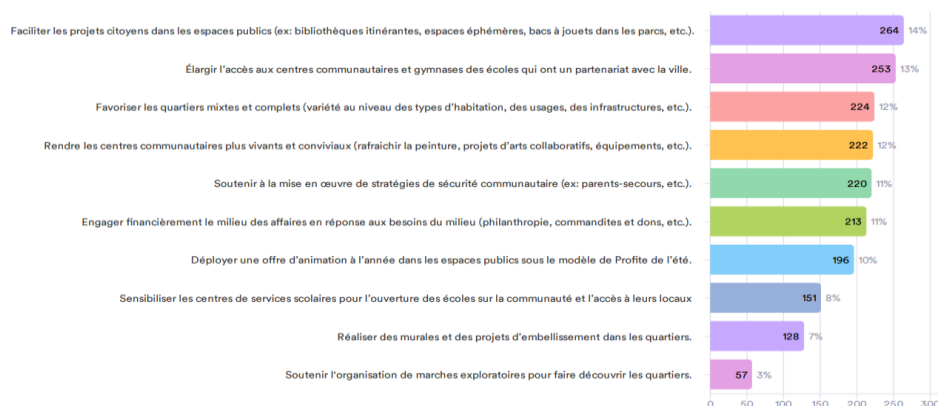 Faciliter les projets citoyens dans les espaces publics (ex: bibliothèques itinérantes, espaces éphémères, bacs à jouets dans les parcs, etc.). 264 14%
Élargir l'accès aux centres communautaires et gymnases des écoles qui ont un partenariat avec la ville. 253 13%
Favoriser les quartiers mixtes et complets (variété au niveau des types d'habitation, des usages, des infrastructures, etc.). 224 12%
Rendre les centres communautaires plus vivants et conviviaux (rafraichir la peinture, projets d'arts collaboratifs, équipements, etc.). 222 12%
Soutenir à la mise en œuvre de stratégies de sécurité communautaire (ex: parents-secours, etc.). 220 11%
Engager financièrement le milieu des affaires en réponse aux besoins du milieu (philanthropie, commandites et dons, etc.). 213 11%
Déployer une offre d'animation à l'année dans les espaces publics sous le modèle de Profite de l'été. 196 10%
Sensibiliser les centres de services scolaires pour l'ouverture des écoles sur la communauté et l'accès à leurs locaux 151 8%
Réaliser des murales et des projets d'embellissement dans les quartiers. 128 7%
Soutenir l'organisation de marches exploratoires pour faire découvrir les quartiers. 57 3%
0 50 100 150 200 250 300